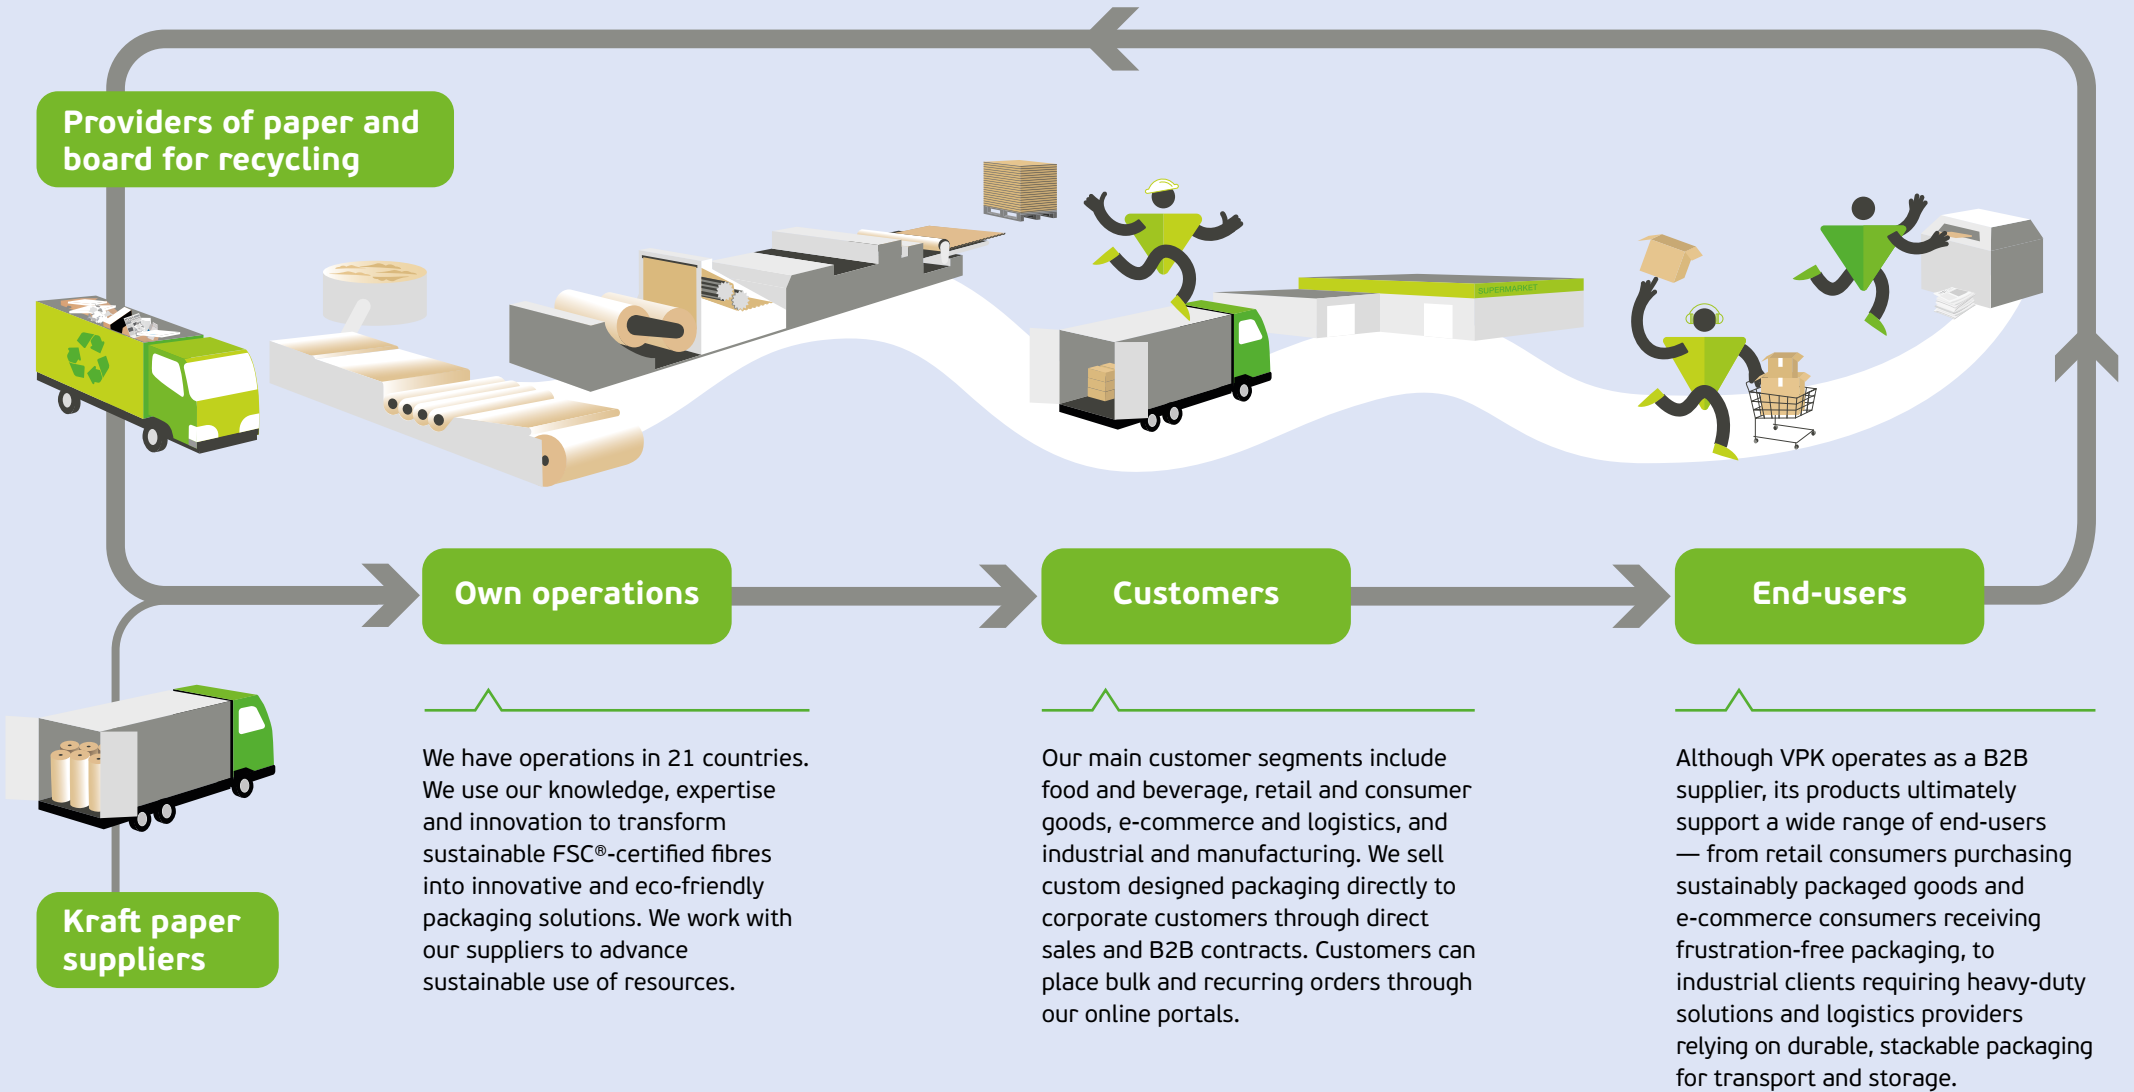 Providers of paper and
board for recycling
SUPERMARKET
Own operations
Customers
End-users
We have operations in 21 countries.
We use our knowledge, expertise
and innovation to transform
sustainable FSC®-certified fibres
into innovative and eco-friendly
packaging solutions. We work with
our suppliers to advance
sustainable use of resources.
Our main customer segments include
food and beverage, retail and consumer
goods, e-commerce and logistics, and
industrial and manufacturing. We sell
custom designed packaging directly to
corporate customers through direct
sales and B2B contracts. Customers can
place bulk and recurring orders through
our online portals.
Although VPK operates as a B2B
supplier, its products ultimately
support a wide range of end-users
— from retail consumers purchasing
sustainably packaged goods and
e-commerce consumers receiving
frustration-free packaging, to
industrial clients requiring heavy-duty
solutions and logistics providers
relying on durable, stackable packaging
for transport and storage.
Kraft paper
suppliers